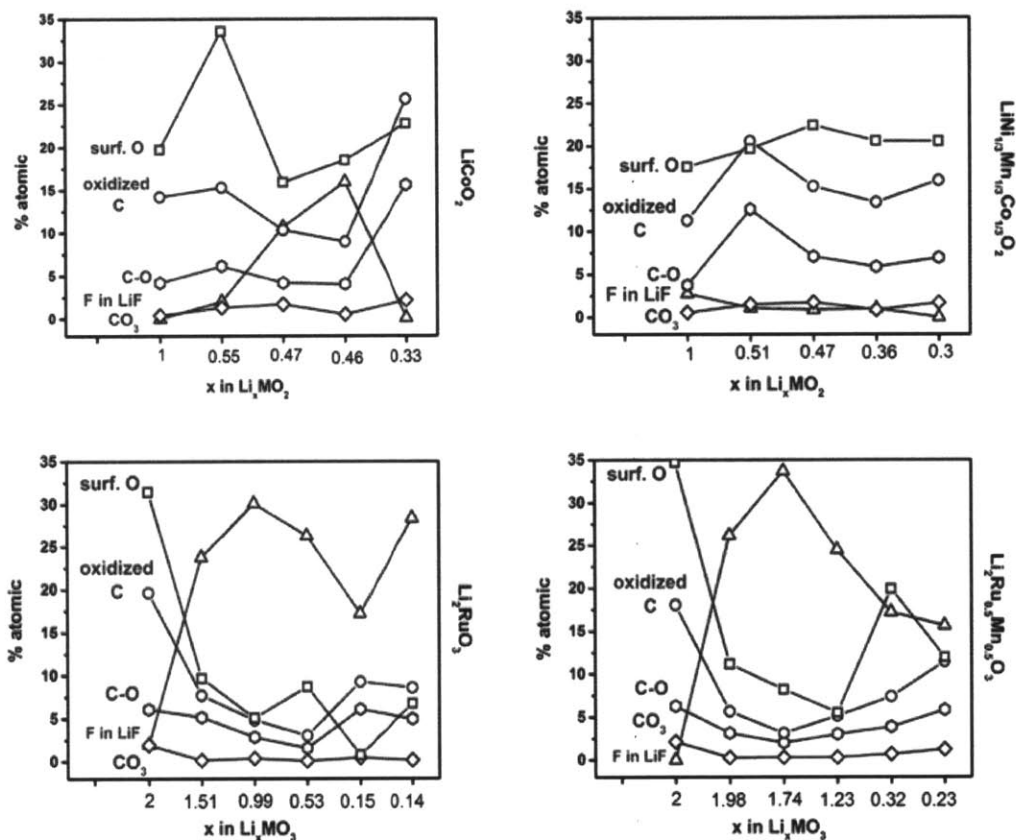 35
30
25
20
15
10
5
0
% atomic
surf. O
oxidized
C
C-O
F in LiF
CO₃
1 0.55 0.47 0.46 0.33
x in LiₓMO₂
LiCoO₂
35
30
25
20
15
10
5
0
% atomic
surf. O
oxidized
C
C-O
F in LiF
CO₃
1 0.51 0.47 0.36 0.3
x in LiₓMO₂
LiNi₁/₃Mn₁/₃Co₁/₃O₂
35
30
25
20
15
10
5
0
% atomic
surf. O
oxidized
C
C-O
F in LiF
CO₃
2 1.51 0.99 0.53 0.15 0.14
x in LiₓMO₃
Li₂RuO₃
35
30
25
20
15
10
5
0
% atomic
surf. O
oxidized
C
C-O
CO₃
F in LiF
2 1.98 1.74 1.23 0.32 0.23
x in LiₓMO₃
Li₂Ru₀.₅Mn₀.₅O₃